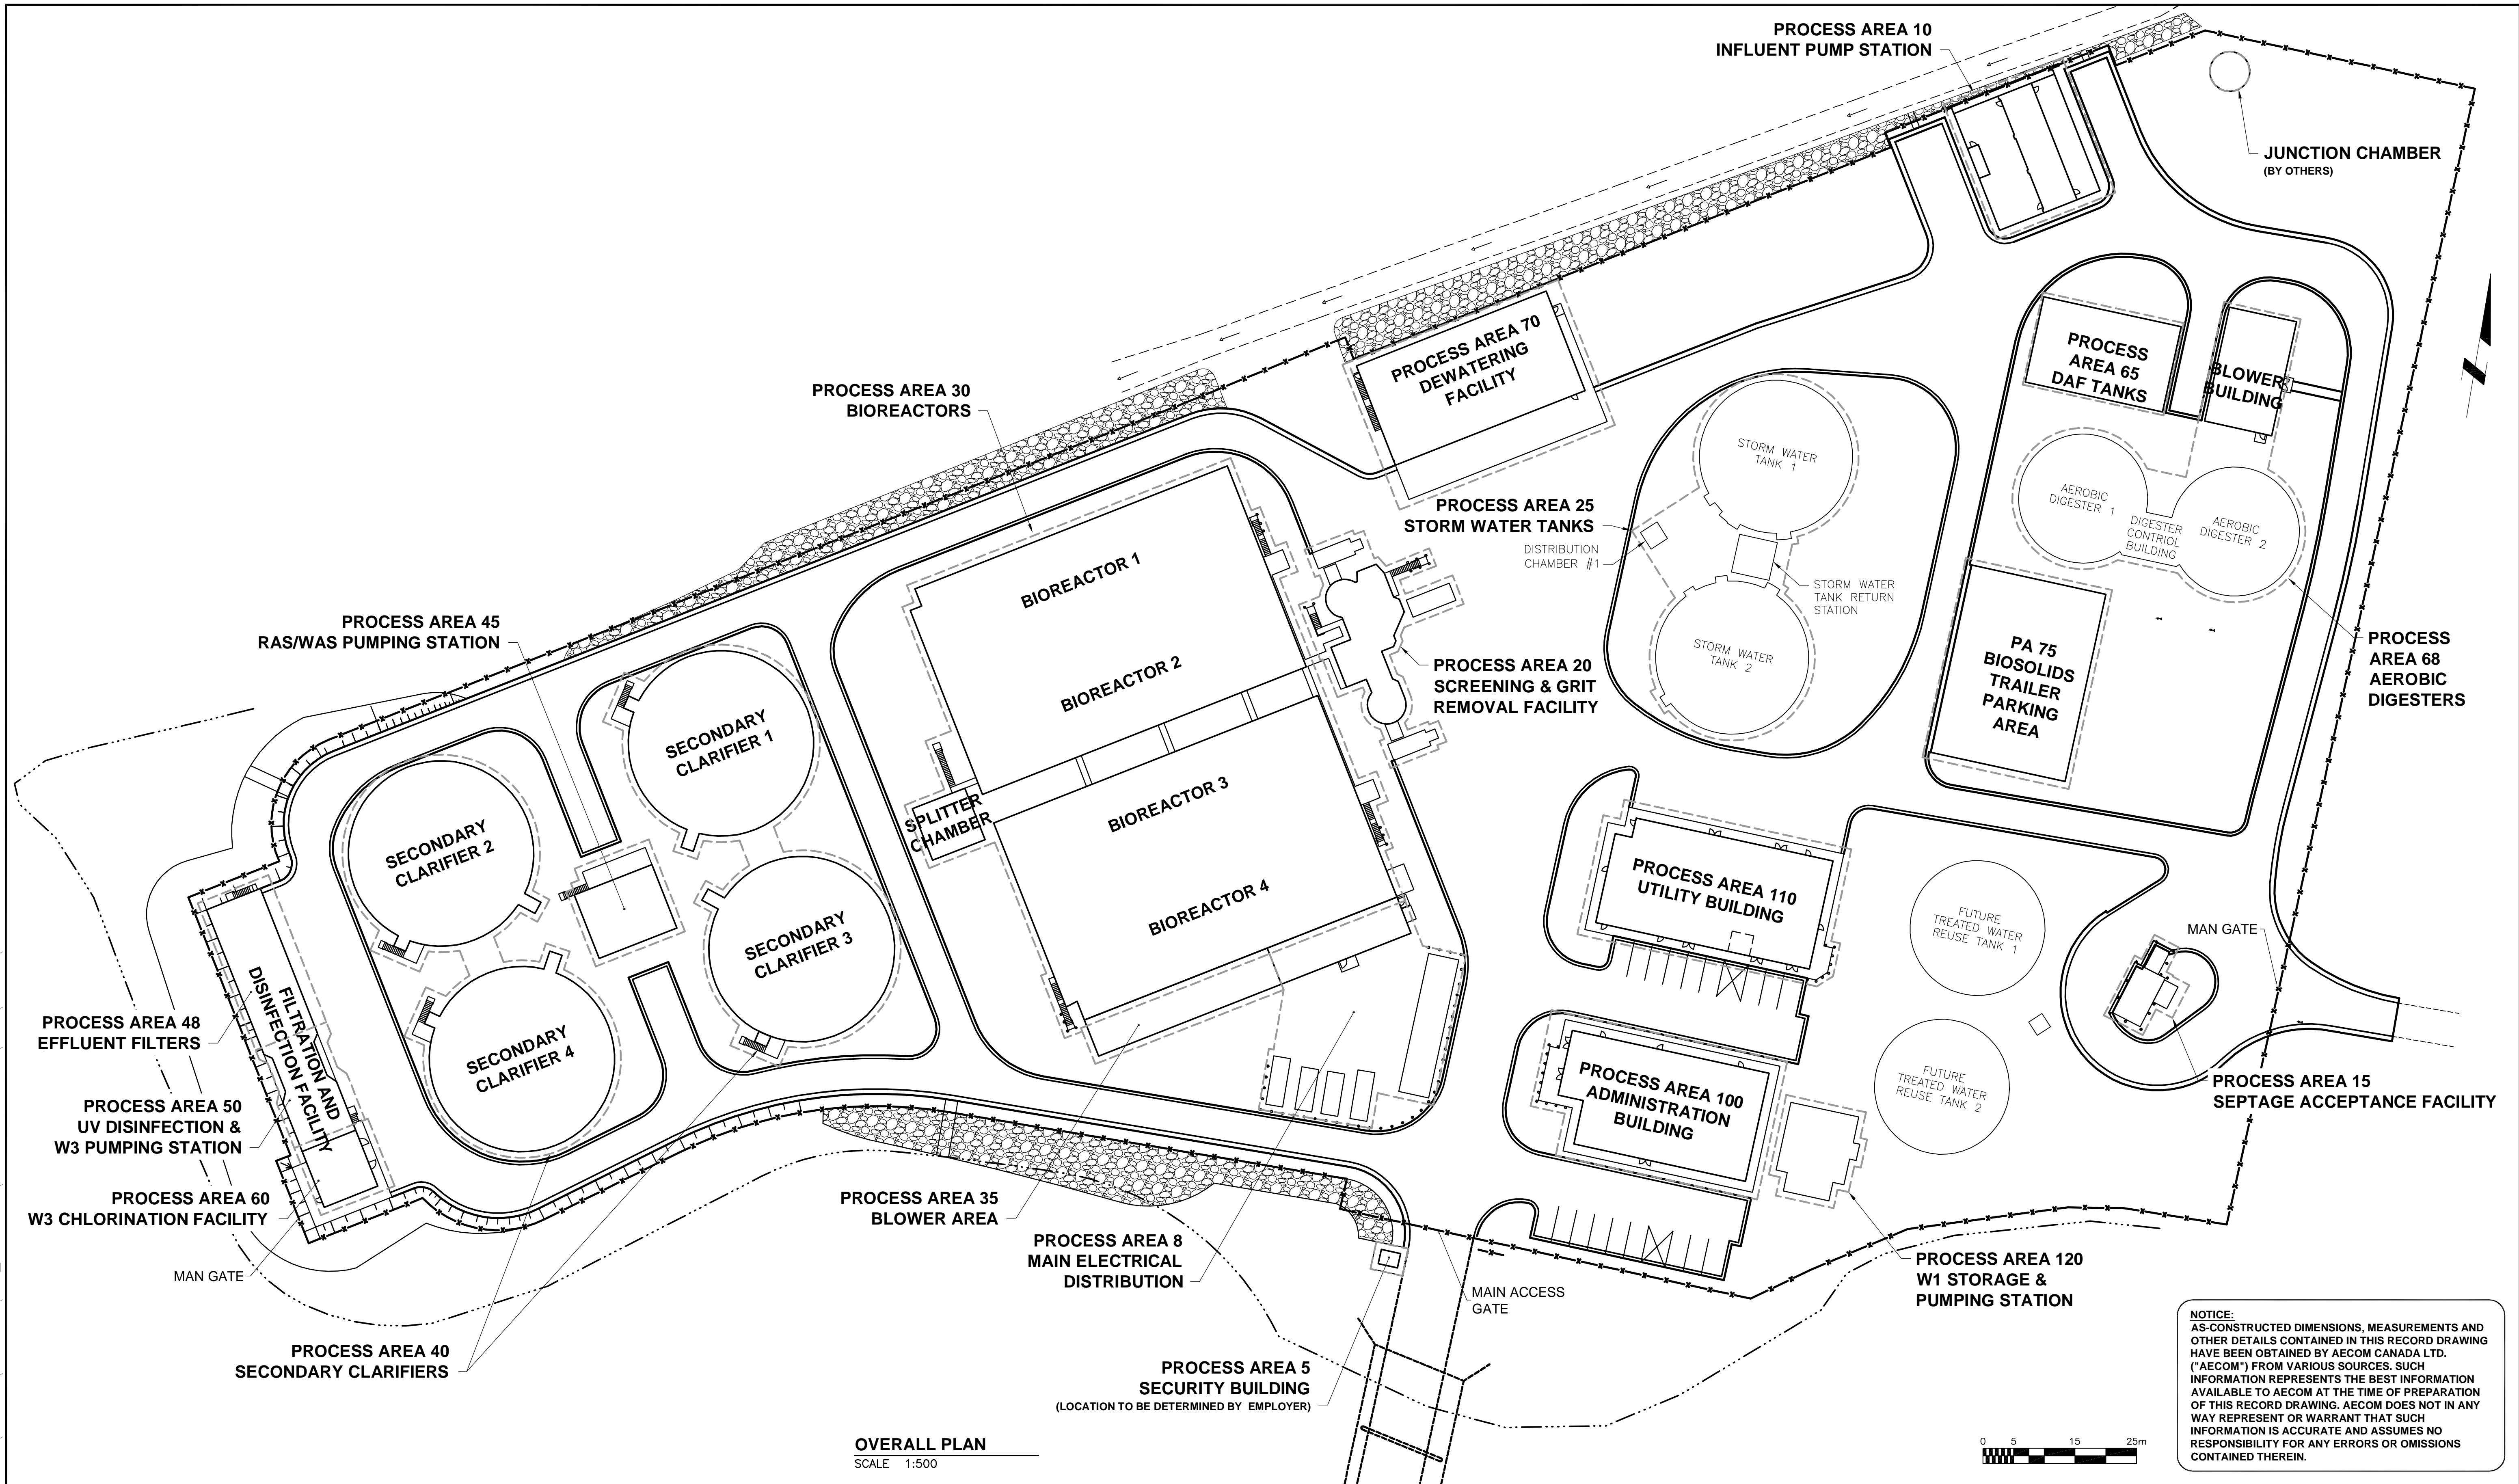 PROCESS AREA 10
INFLUENT PUMP STATION
JUNCTION CHAMBER
(BY OTHERS)
PROCESS AREA 70
DEWATERING
FACILITY
PROCESS
AREA 65
DAF TANKS
BLOWER
BUILDING
PROCESS AREA 30
BIOREACTORS
STORM WATER
TANK 1
PROCESS AREA 25
STORM WATER TANKS
DISTRIBUTION
CHAMBER #1
STORM WATER
TANK RETURN
STATION
STORM WATER
TANK 2
AEROBIC
DIGESTER 1
DIGESTER
CONTRIOL
BUILDING
AEROBIC
DIGESTER 2
PROCESS
AREA 68
AEROBIC
DIGESTERS
PA 75
BIOSOLIDS
TRAILER
PARKING
AREA
BIOREACTOR 1
BIOREACTOR 2
BIOREACTOR 3
BIOREACTOR 4
SPLITTER
CHAMBER
PROCESS AREA 20
SCREENING & GRIT
REMOVAL FACILITY
PROCESS AREA 45
RAS/WAS PUMPING STATION
SECONDARY
CLARIFIER 1
SECONDARY
CLARIFIER 2
SECONDARY
CLARIFIER 3
SECONDARY
CLARIFIER 4
PROCESS AREA 110
UTILITY BUILDING
FUTURE
TREATED WATER
REUSE TANK 1
FUTURE
TREATED WATER
REUSE TANK 2
MAN GATE
PROCESS AREA 15
SEPTAGE ACCEPTANCE FACILITY
PROCESS AREA 100
ADMINISTRATION
BUILDING
FILTRATION AND
DISINFECTION FACILITY
PROCESS AREA 48
EFFLUENT FILTERS
PROCESS AREA 50
UV DISINFECTION &
W3 PUMPING STATION
PROCESS AREA 60
W3 CHLORINATION FACILITY
MAN GATE
PROCESS AREA 40
SECONDARY CLARIFIERS
PROCESS AREA 35
BLOWER AREA
PROCESS AREA 8
MAIN ELECTRICAL
DISTRIBUTION
MAIN ACCESS
GATE
PROCESS AREA 5
SECURITY BUILDING
(LOCATION TO BE DETERMINED BY EMPLOYER)
PROCESS AREA 120
W1 STORAGE &
PUMPING STATION
OVERALL PLAN
SCALE 1:500
0 5 15 25m
NOTICE:
AS-CONSTRUCTED DIMENSIONS, MEASUREMENTS AND
OTHER DETAILS CONTAINED IN THIS RECORD DRAWING
HAVE BEEN OBTAINED BY AECOM CANADA LTD.
("AECOM") FROM VARIOUS SOURCES. SUCH
INFORMATION REPRESENTS THE BEST INFORMATION
AVAILABLE TO AECOM AT THE TIME OF PREPARATION
OF THIS RECORD DRAWING. AECOM DOES NOT IN ANY
WAY REPRESENT OR WARRANT THAT SUCH
INFORMATION IS ACCURATE AND ASSUMES NO
RESPONSIBILITY FOR ANY ERRORS OR OMISSIONS
CONTAINED THEREIN.